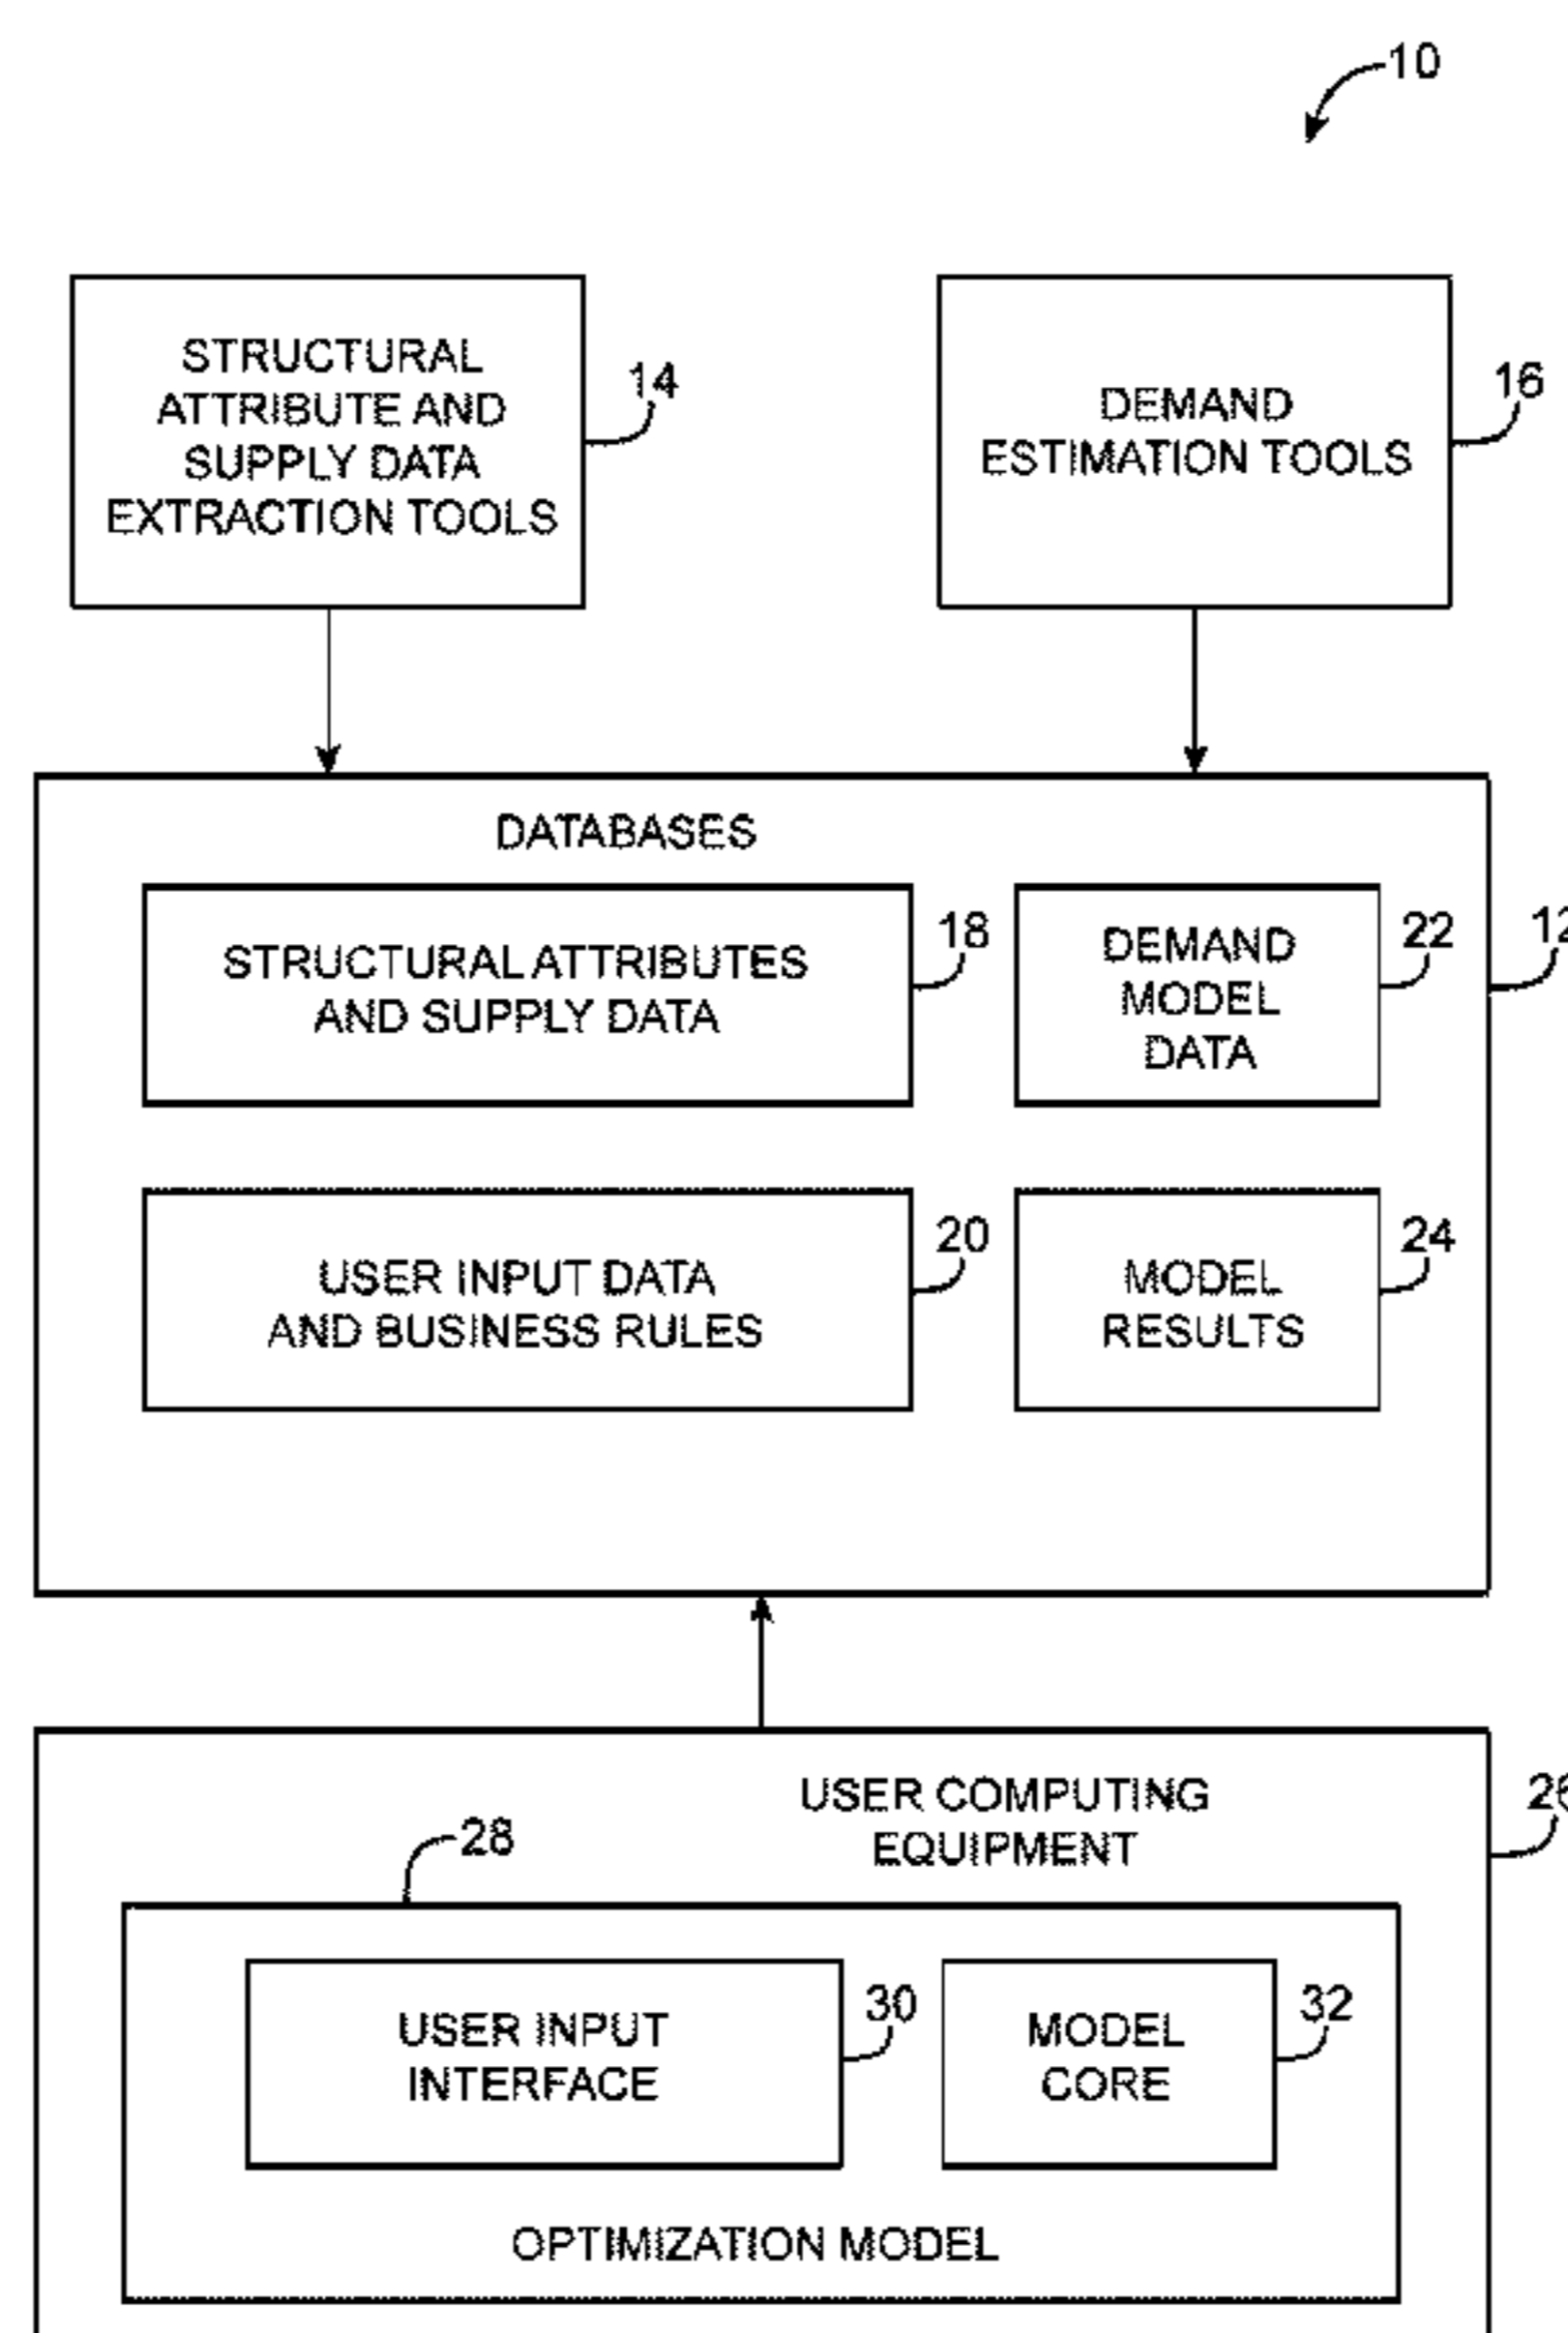 10
STRUCTURAL
ATTRIBUTE AND
SUPPLY DATA
EXTRACTION TOOLS
14
DEMAND
ESTIMATION TOOLS
16
DATABASES
STRUCTURAL ATTRIBUTES
AND SUPPLY DATA
18
DEMAND
MODEL
DATA
22
12
USER INPUT DATA
AND BUSINESS RULES
20
MODEL
RESULTS
24
USER COMPUTING
EQUIPMENT
26
28
USER INPUT
INTERFACE
30
MODEL
CORE
32
OPTIMIZATION MODEL